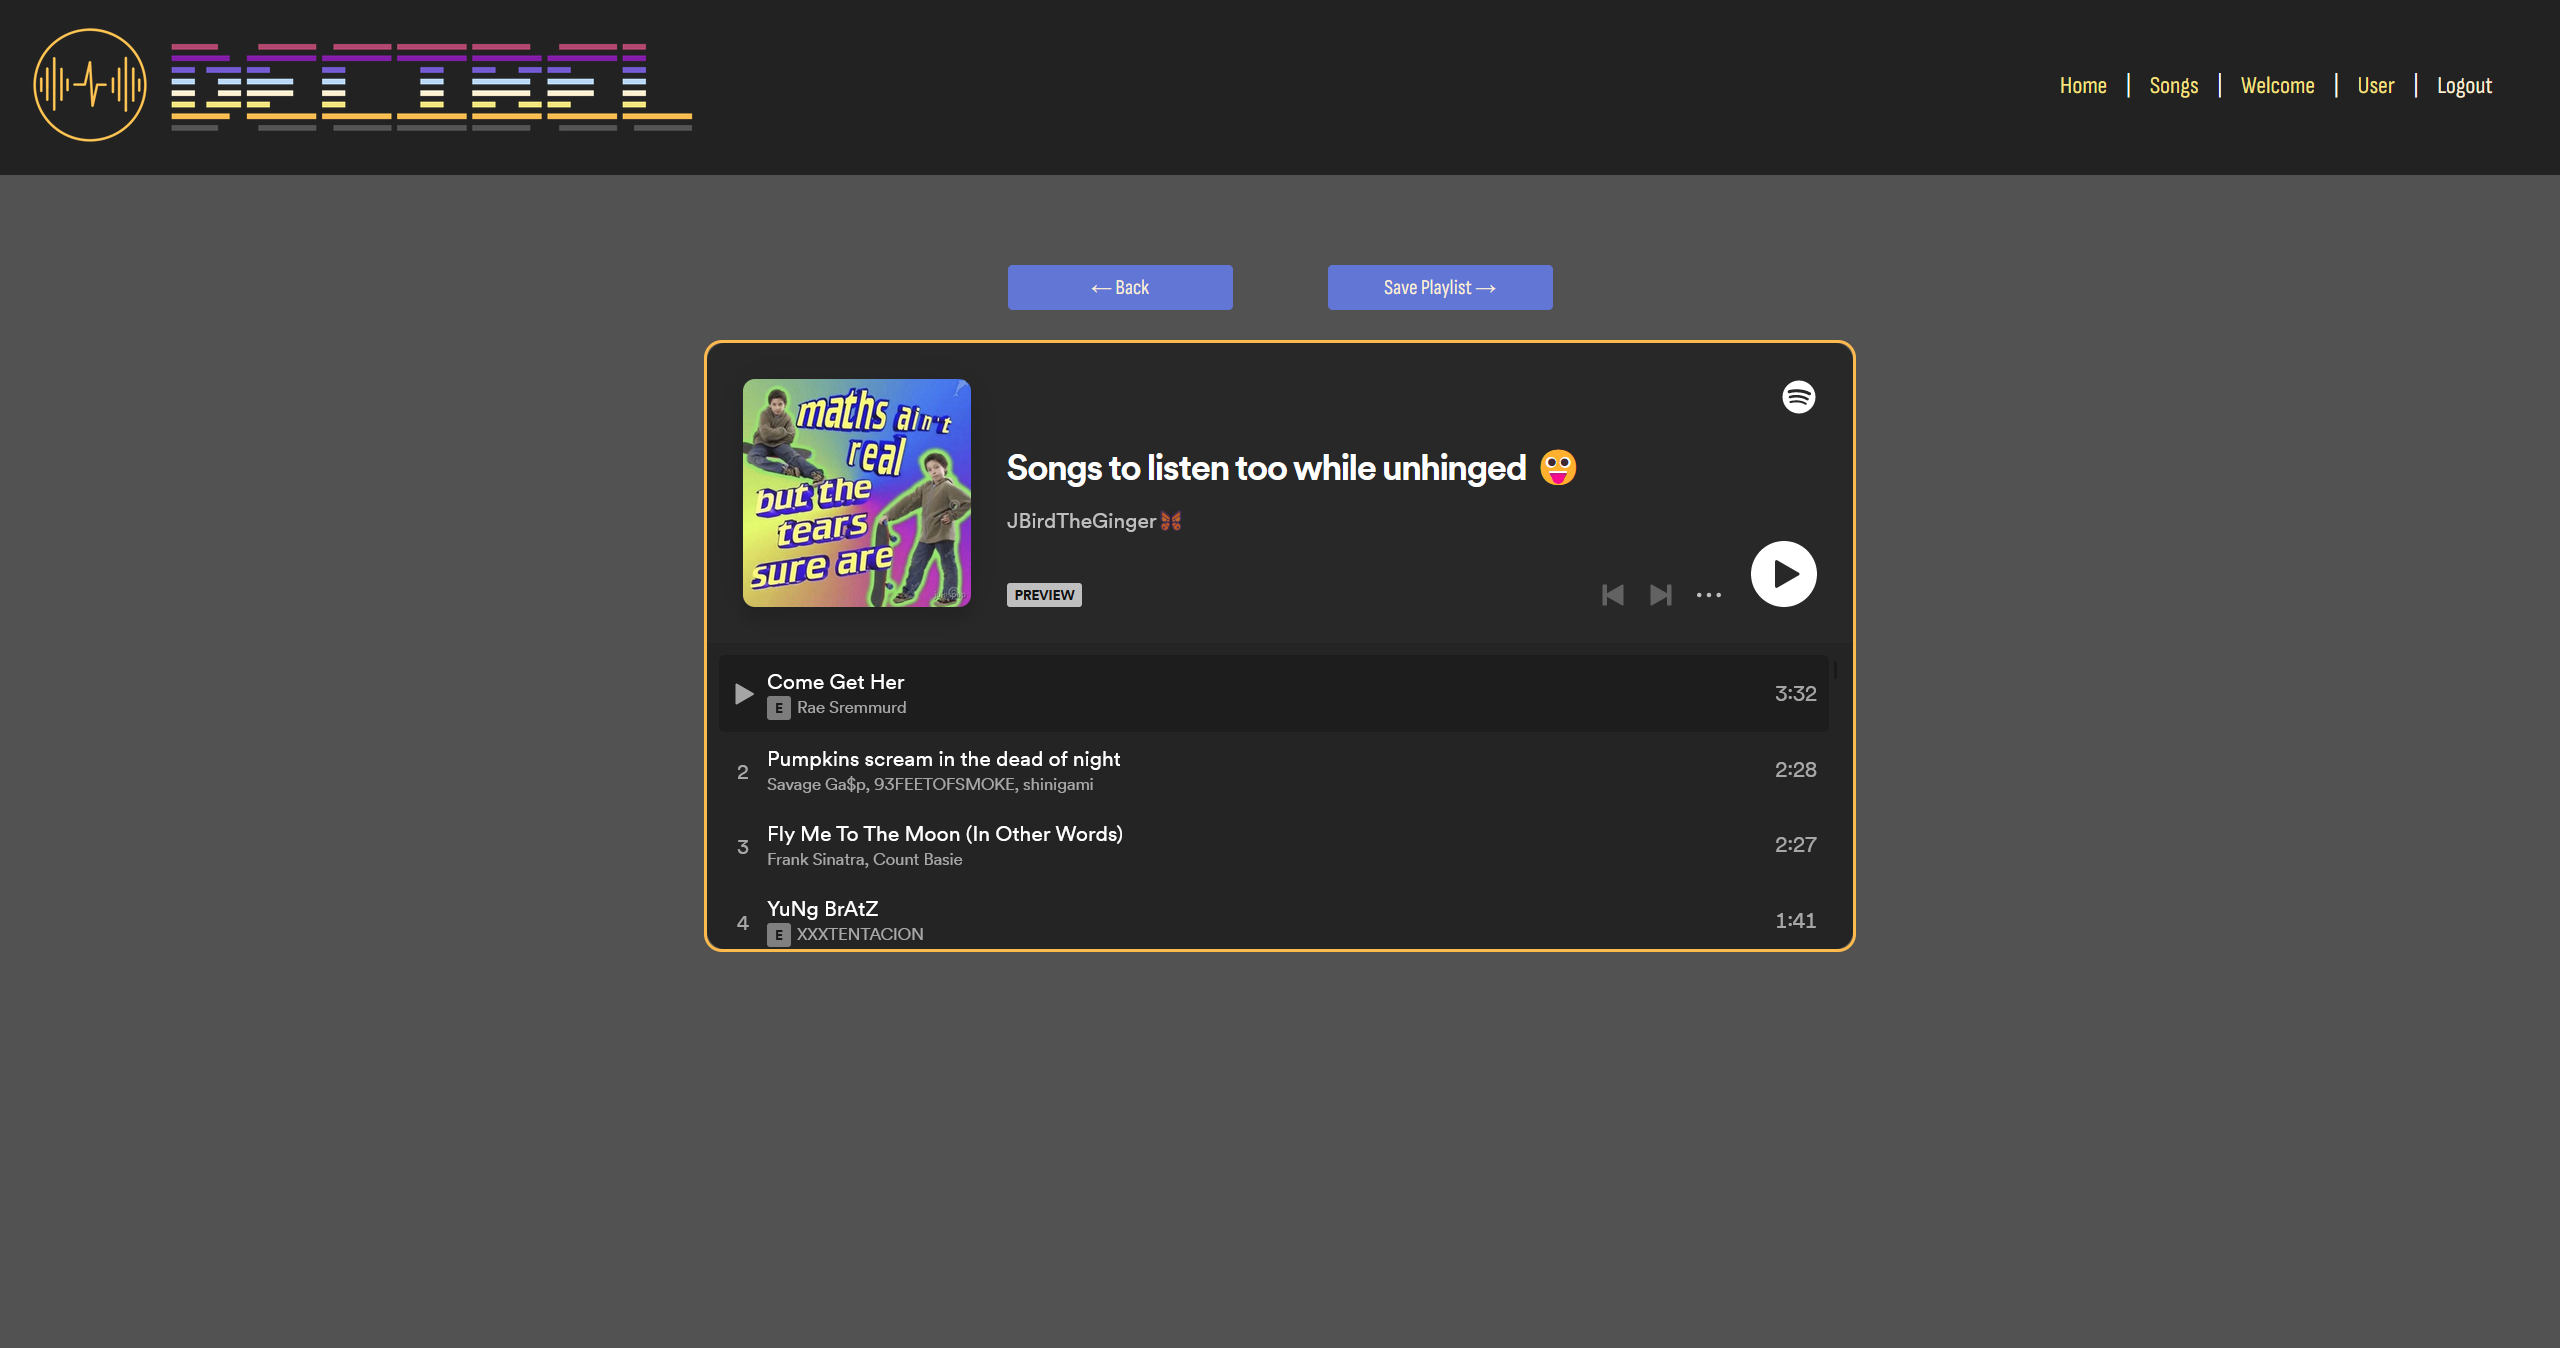 DECIBEL
Home | Songs | Welcome | User | Logout
← Back
Save Playlist →
maths ain't
real
but the
tears
sure are
Songs to listen too while unhinged 😜
JBirdTheGinger🦋
PREVIEW
Come Get Her
E Rae Sremmurd
3:32
2
Pumpkins scream in the dead of night
Savage Ga$p, 93FEETOFSMOKE, shinigami
2:28
3
Fly Me To The Moon (In Other Words)
Frank Sinatra, Count Basie
2:27
4
YuNg BrAtZ
E XXXTENTACION
1:41